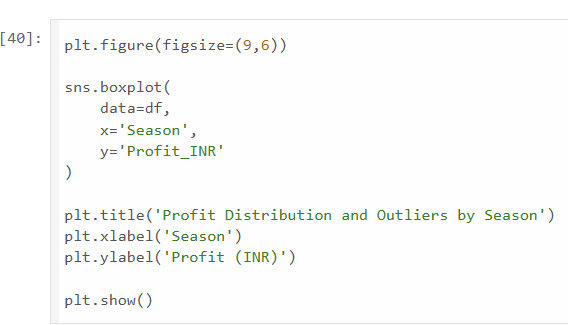 [40]:
plt.figure(figsize=(9,6))
sns.boxplot(
    data=df,
    x='Season',
    y='Profit_INR'
)
plt.title('Profit Distribution and Outliers by Season')
plt.xlabel('Season')
plt.ylabel('Profit (INR)')
plt.show()